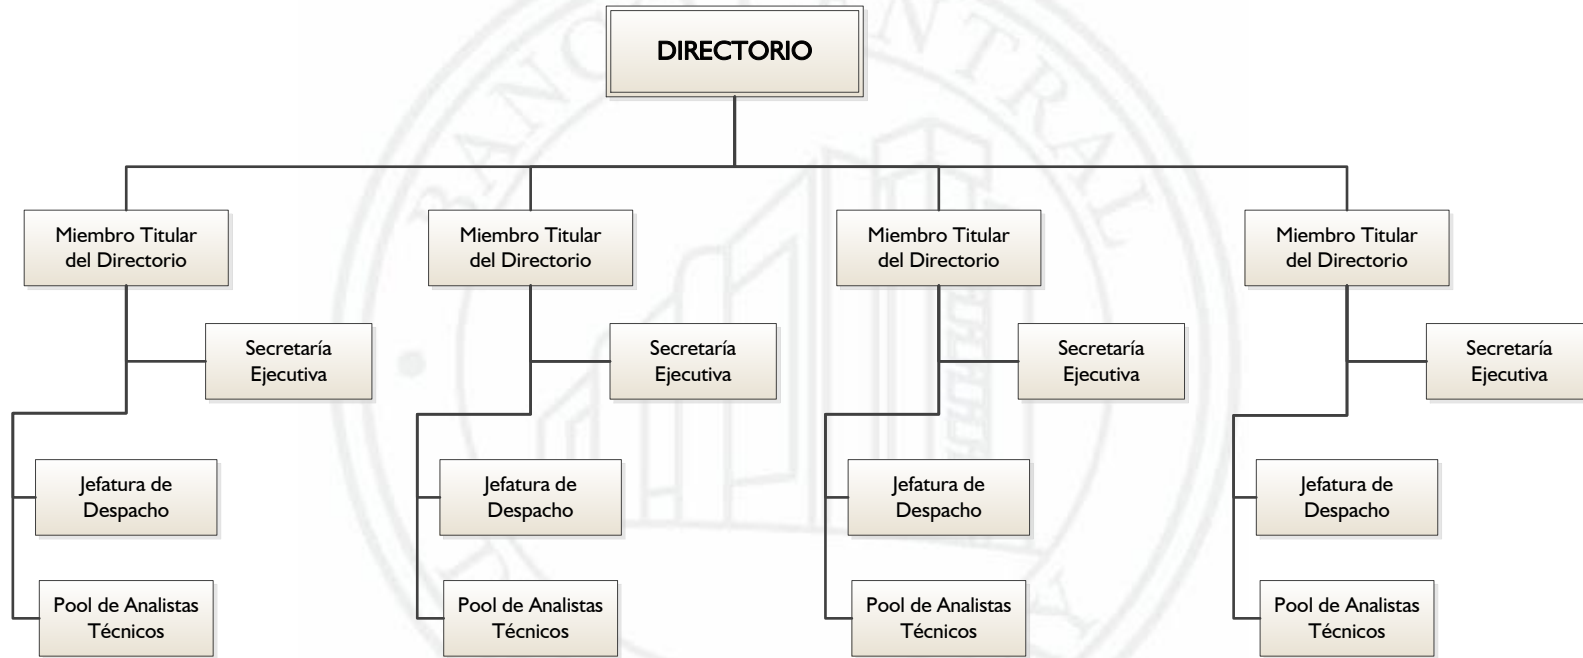 DIRECTORIO
Miembro Titular
del Directorio
Miembro Titular
del Directorio
Miembro Titular
del Directorio
Miembro Titular
del Directorio
Secretaría
Ejecutiva
Secretaría
Ejecutiva
Secretaría
Ejecutiva
Secretaría
Ejecutiva
Jefatura de
Despacho
Jefatura de
Despacho
Jefatura de
Despacho
Jefatura de
Despacho
Pool de Analistas
Técnicos
Pool de Analistas
Técnicos
Pool de Analistas
Técnicos
Pool de Analistas
Técnicos